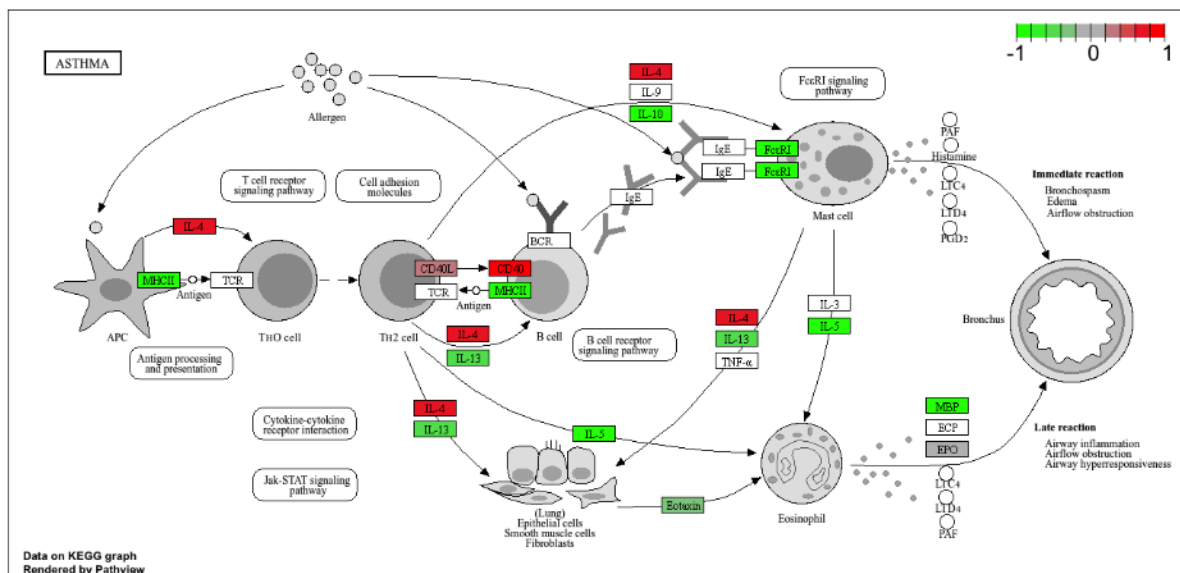 -1 0 1
ASTHMA
Allergen
IL-4
IL-9
IL-10
FcεRI signaling
pathway
T cell receptor
signaling pathway
Cell adhesion
molecules
IgE
FcεRI
IgE
FcεRI
IgE
Mast cell
PAF
Histamine
LTC4
LTD4
PGD2
Immediate reaction
Bronchospasm
Edema
Airflow obstruction
IL-4
BCR
MHCII
Antigen
TCR
CD40L
CD40
TCR
Antigen
MHCII
APC
TH0 cell
TH2 cell
B cell
IL-4
IL-13
B cell receptor
signaling pathway
IL-4
IL-13
TNF-α
IL-3
IL-5
Bronchus
Antigen processing
and presentation
Cytokine-cytokine
receptor interaction
IL-4
IL-13
IL-5
Jak-STAT signaling
pathway
(Lung)
Epithelial cells
Smooth muscle cells
Fibroblasts
Eotaxin
Eosinophil
MBP
ECP
EPO
LTC4
LTD4
PAF
Late reaction
Airway inflammation
Airflow obstruction
Airway hyperresponsiveness
Data on KEGG graph
Rendered by Pathview